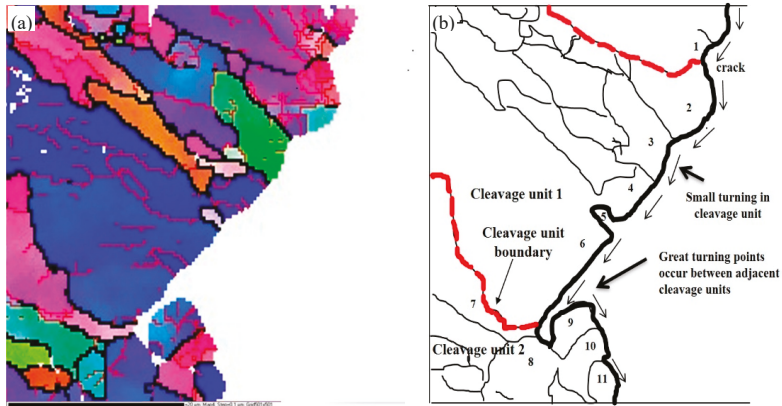 (a)
(b)
1
crack
2
3
4
Small turning in
cleavage unit
Cleavage unit 1
5
Cleavage unit
boundary
6
Great turning points
occur between adjacent
cleavage units
7
9
Cleavage unit 2
8
10
11